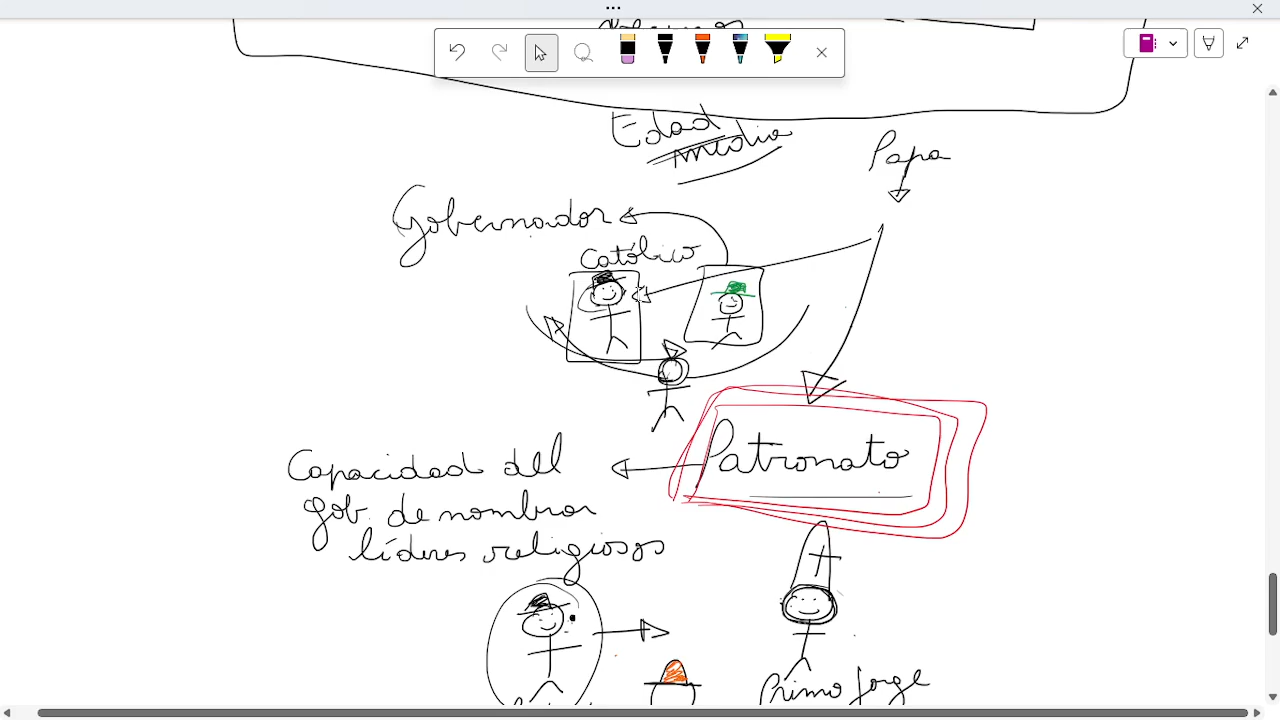 Edad
media
Papa
Gobernador
Católico
Patronato
Capacidad del
gob. de nombrar
líderes religiosos
Primo Jorge